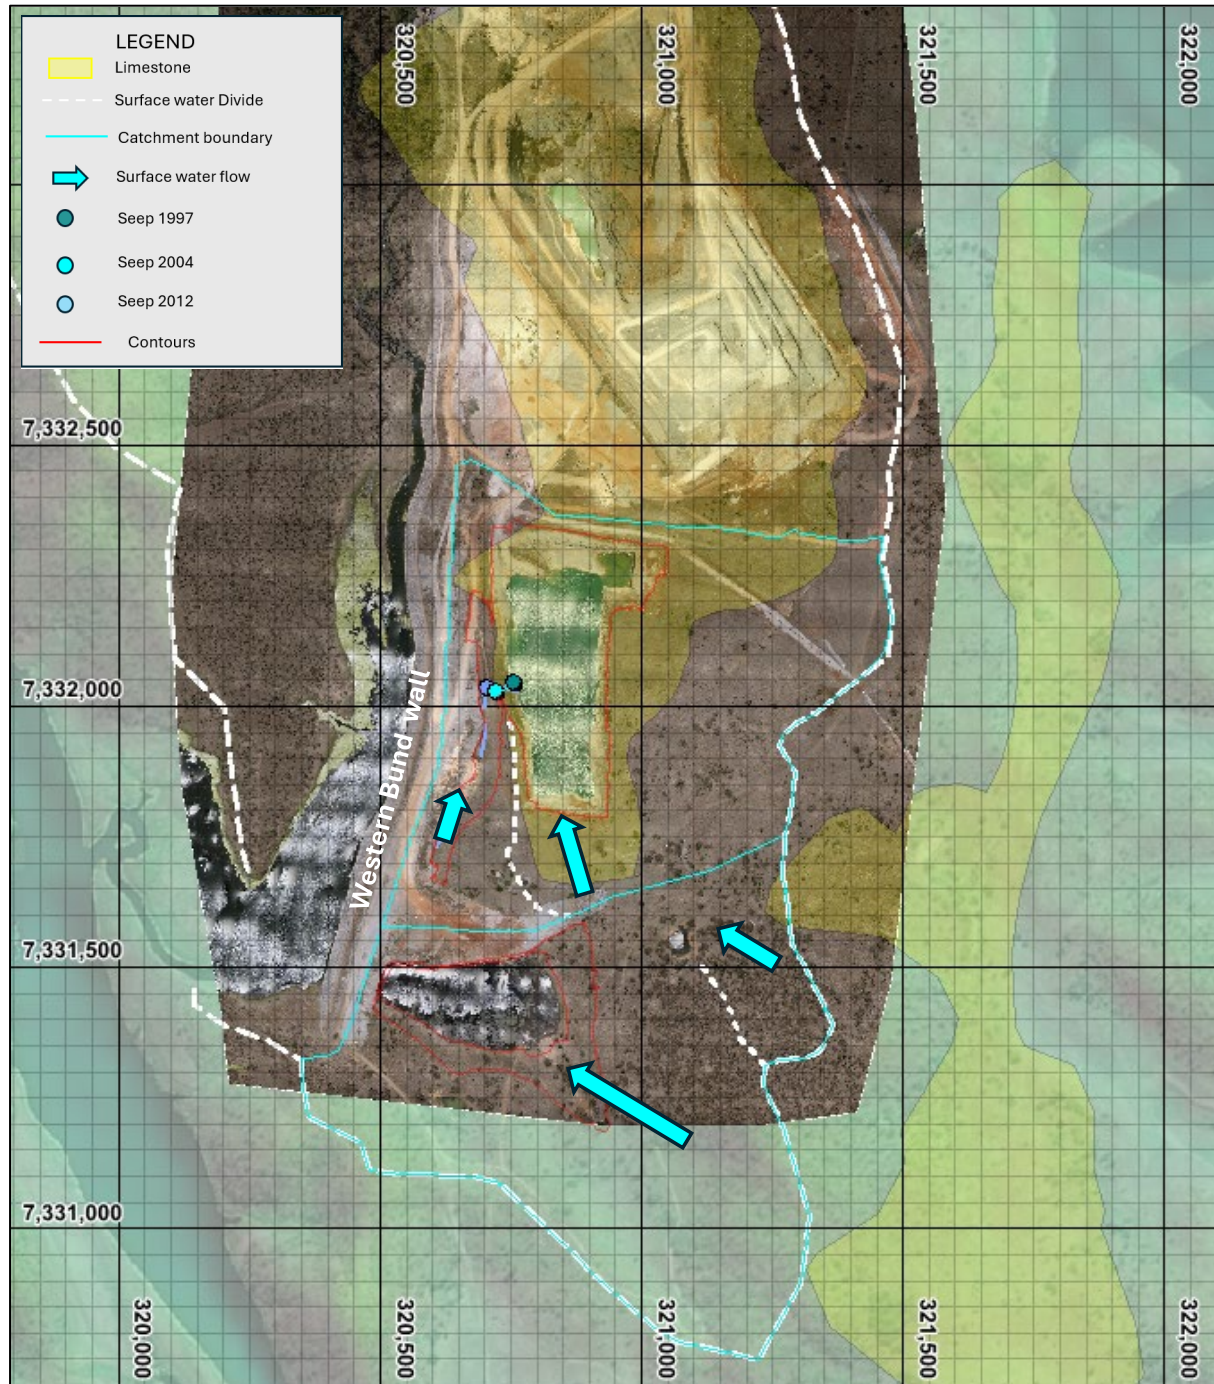 LEGEND
Limestone
Surface water Divide
Catchment boundary
Surface water flow
Seep 1997
Seep 2004
Seep 2012
Contours
320,500
321,000
321,500
322,000
7,332,500
7,332,000
Western Bund wall
7,331,500
7,331,000
320,000
320,500
321,000
321,500
322,000